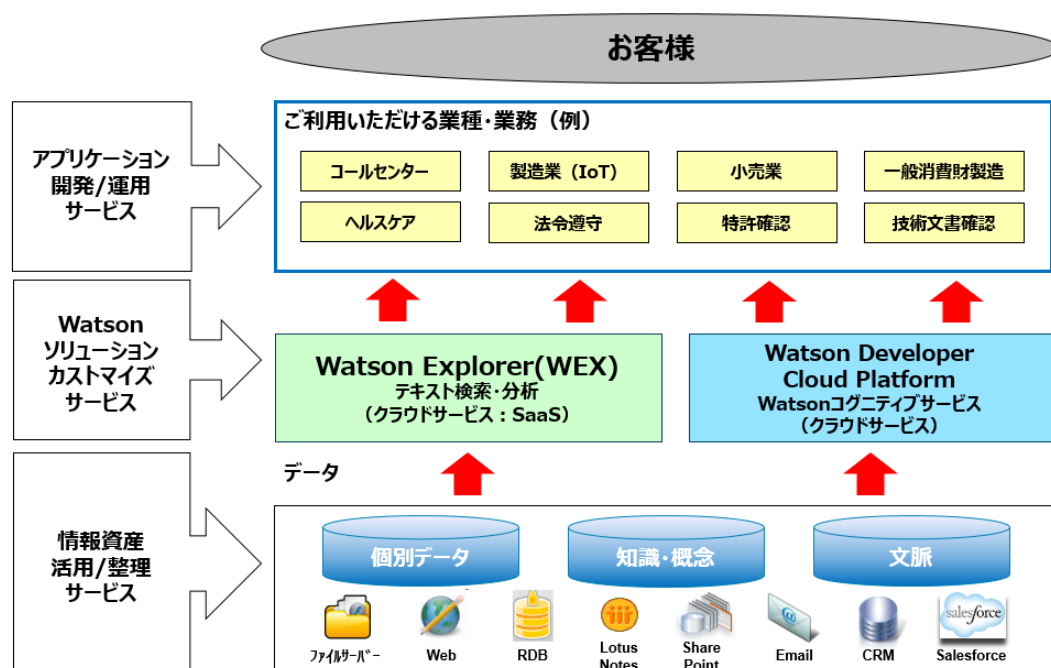 お客様
アプリケーション
開発/運用
サービス
ご利用いただける業種・業務（例）
コールセンター
製造業（IoT）
小売業
一般消費財製造
ヘルスケア
法令遵守
特許確認
技術文書確認
Watson
ソリューション
カストマイズ
サービス
Watson Explorer(WEX)
テキスト検索・分析
（クラウドサービス：SaaS）
Watson Developer
Cloud Platform
Watsonコグニティブサービス
（クラウドサービス）
情報資産
活用/整理
サービス
データ
個別データ
知識・概念
文脈
ﾌｧｲﾙｻｰﾊﾞｰ
Web
RDB
Lotus
Notes
Share
Point
Email
CRM
salesforce
Salesforce